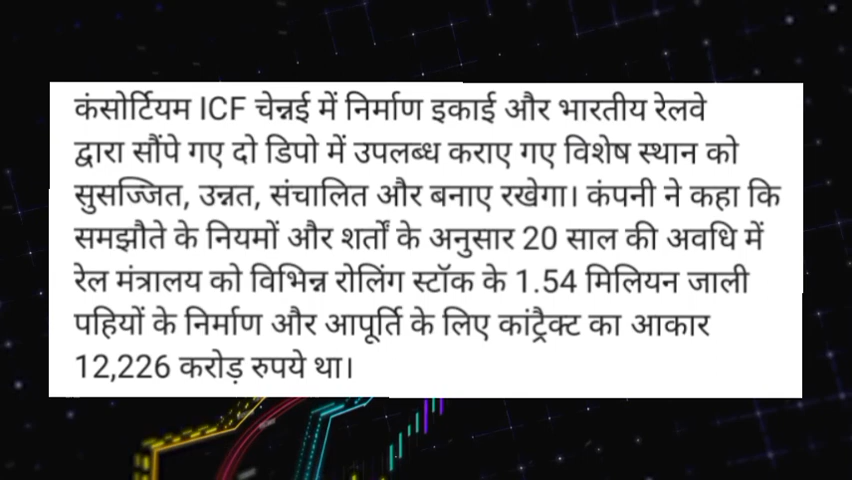 कंसोर्टियम ICF चेन्नई में निर्माण इकाई और भारतीय रेलवे
द्वारा सौंपे गए दो डिपो में उपलब्ध कराए गए विशेष स्थान को
सुसज्जित, उन्नत, संचालित और बनाए रखेगा। कंपनी ने कहा कि
समझौते के नियमों और शर्तों के अनुसार 20 साल की अवधि में
रेल मंत्रालय को विभिन्न रोलिंग स्टॉक के 1.54 मिलियन जाली
पहियों के निर्माण और आपूर्ति के लिए कांट्रैक्ट का आकार
12,226 करोड़ रुपये था।